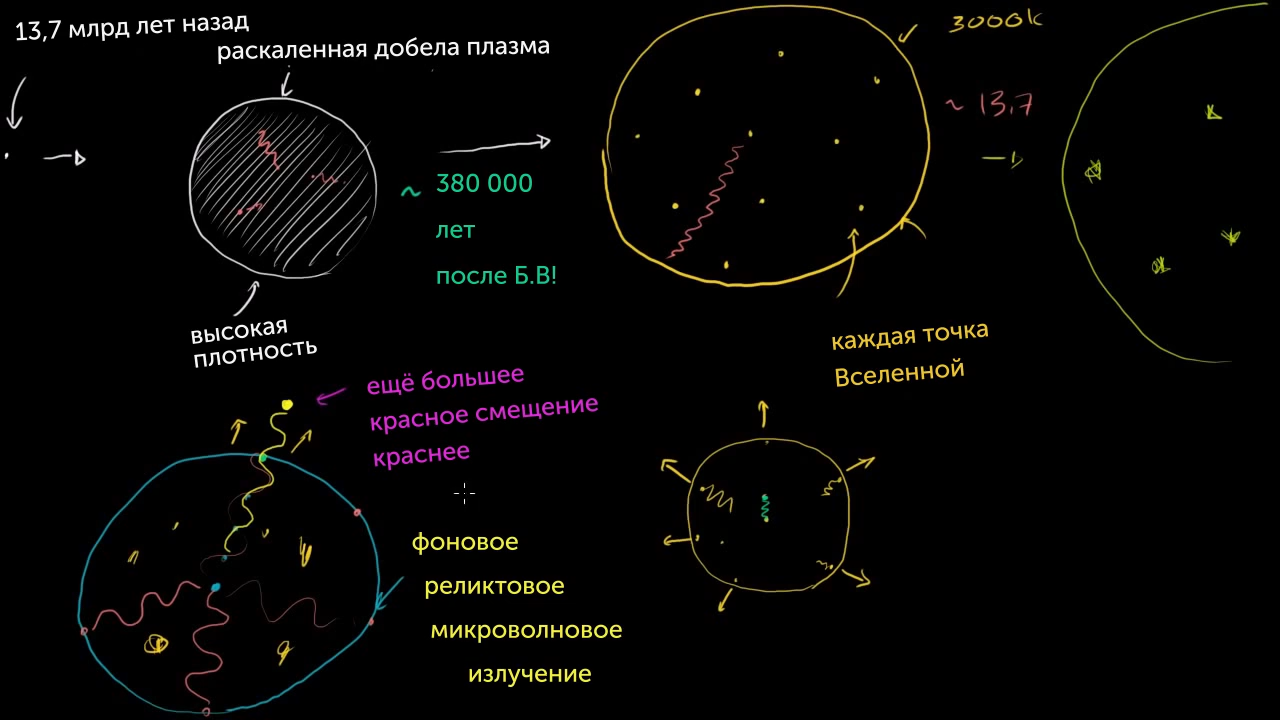 13,7 млрд лет назад
раскаленная добела плазма
3000K
~ 13,7
~ 380 000
лет
после Б.В!
высокая
плотность
каждая точка
Вселенной
ещё большее
красное смещение
краснее
фоновое
реликтовое
микроволновое
излучение